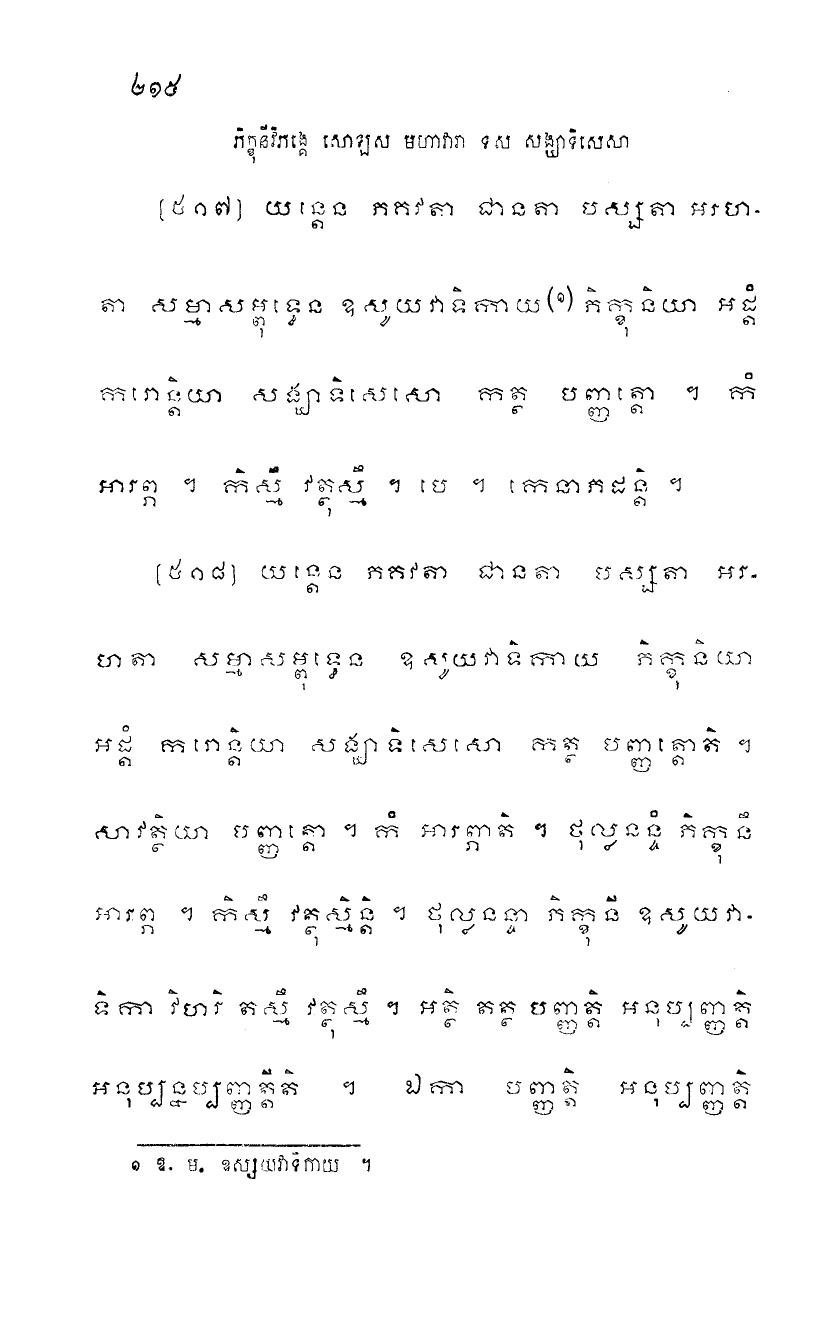 ២១៥
ភិក្ខុនីវិភង្គេ សោឡស មហាវារា ទស សង្ឃាទិសេសា
[៥១៧] យន្តេន ភគវតា ជានតា បស្សតា អរហ-
តា សម្មាសម្ពុទ្ធេន ឧសូយវាទិកាយ(១) ភិក្ខុនិយា អដ្ដំ
ករោន្តិយា សង្ឃាទិសេសោ កត្ថ បញ្ញត្តោ ។ កំ
អារព្ភ ។ កិស្មឹ វត្ថុស្មឹ ។ បេ ។ កេនាភដន្តិ ។
[៥១៨] យន្តេន ភគវតា ជានតា បស្សតា អរ-
ហតា សម្មាសម្ពុទ្ធេន ឧសូយវាទិកាយ ភិក្ខុនិយា
អដ្ដំ ករោន្តិយា សង្ឃាទិសេសោ កត្ថ បញ្ញត្តោតិ ។
សាវត្ថិយា បញ្ញត្តោ ។ កំ អារព្ភាតិ ។ ថុល្លនន្ទំ ភិក្ខុនឹ
អារព្ភ ។ កិស្មឹ វត្ថុស្មិន្តិ ។ ថុល្លនន្ទា ភិក្ខុនី ឧសូយវា-
ទិកា វិហរិ តស្មឹ វត្ថុស្មឹ ។ អត្ថិ តត្ថ បញ្ញត្តិ អនុប្បញ្ញត្តិ
អនុប្បន្នប្បញ្ញត្តីតិ ។ ឯកា បញ្ញត្តិ អនុប្បញ្ញត្តិ
១ ឱ. ម. ឧស្សយវាទិកាយ ។